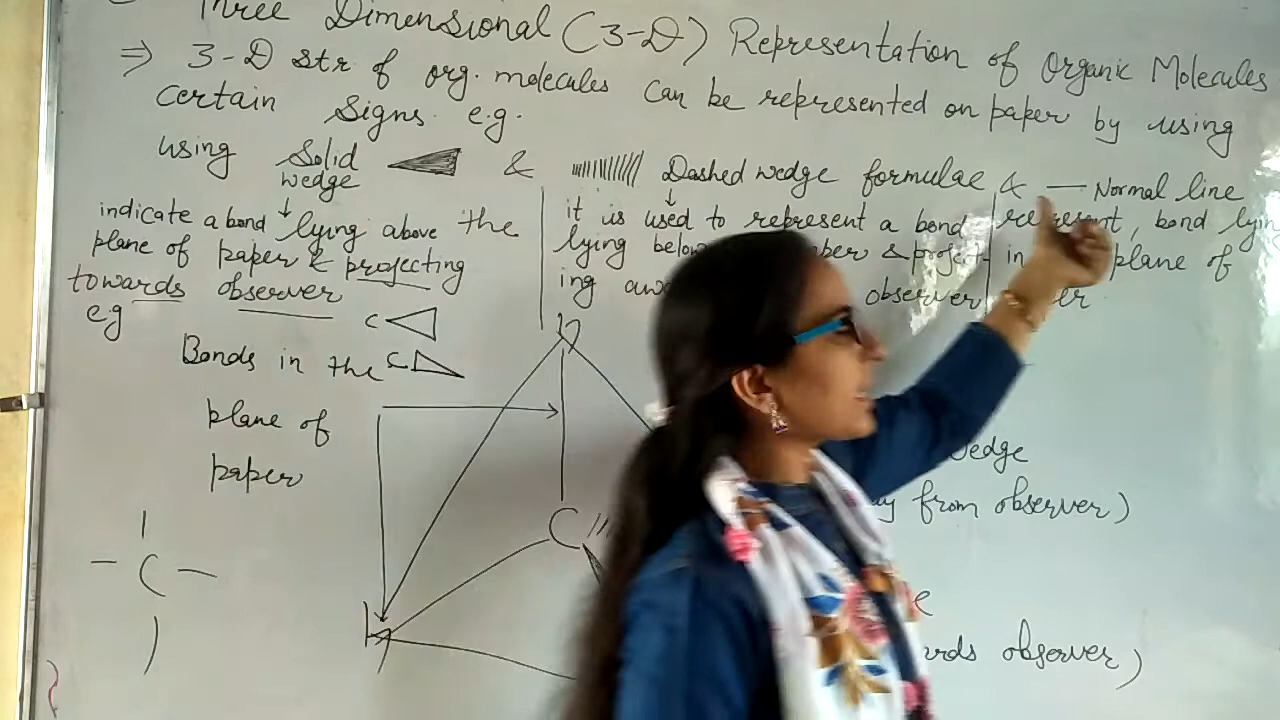 Three Dimensional (3-D) Representation of Organic Molecules
⇒ 3-D str of org. molecules can be represented on paper by using
certain signs e.g.
using Solid wedge & Dashed wedge formulae & — Normal line
indicate a bond lying above the
plane of paper & projecting
towards observer
e.g
it is used to represent a bond
lying below
ing observer
represent, bond
in plane of
C
Bonds in the C
plane of
paper
H
C
H
C
wedge
from observer)
observer)